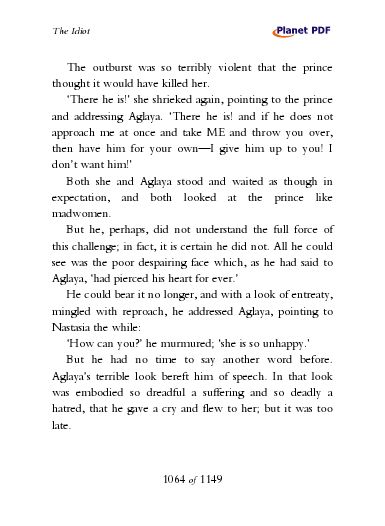 The Idiot
Planet PDF
The outburst was so terribly violent that the prince
thought it would have killed her.
'There he is!' she shrieked again, pointing to the prince
and addressing Aglaya. 'There he is! and if he does not
approach me at once and take ME and throw you over,
then have him for your own—I give him up to you! I
don't want him!'
Both she and Aglaya stood and waited as though in
expectation, and both looked at the prince like
madwomen.
But he, perhaps, did not understand the full force of
this challenge; in fact, it is certain he did not. All he could
see was the poor despairing face which, as he had said to
Aglaya, 'had pierced his heart for ever.'
He could bear it no longer, and with a look of entreaty,
mingled with reproach, he addressed Aglaya, pointing to
Nastasia the while:
'How can you?' he murmured; 'she is so unhappy.'
But he had no time to say another word before.
Aglaya's terrible look bereft him of speech. In that look
was embodied so dreadful a suffering and so deadly a
hatred, that he gave a cry and flew to her; but it was too
late.
1064 of 1149